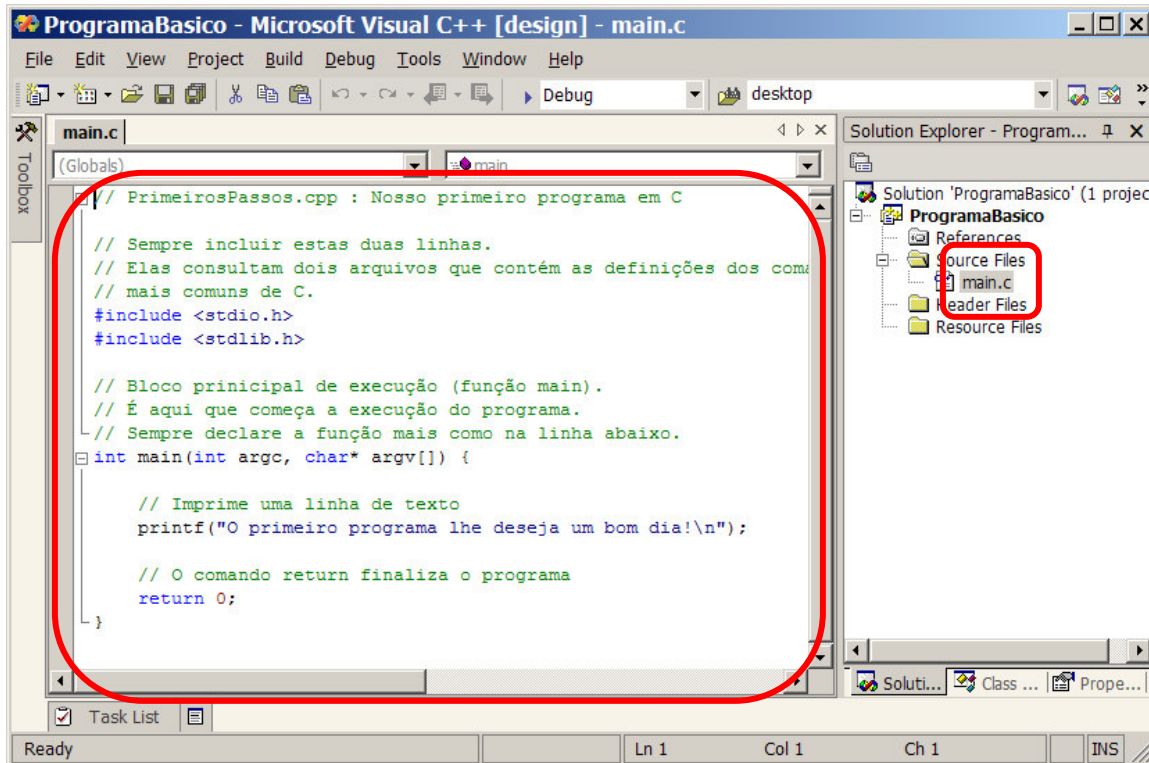 ProgramaBasico - Microsoft Visual C++ [design] - main.c
File Edit View Project Build Debug Tools Window Help
Debug desktop
main.c
(Globals) main
Toolbox
// PrimeirosPassos.cpp : Nosso primeiro programa em C
// Sempre incluir estas duas linhas.
// Elas consultam dois arquivos que contém as definições dos coma
// mais comuns de C.
#include <stdio.h>
#include <stdlib.h>
// Bloco prinicipal de execução (função main).
// É aqui que começa a execução do programa.
// Sempre declare a função mais como na linha abaixo.
int main(int argc, char* argv[]) {
// Imprime uma linha de texto
printf("O primeiro programa lhe deseja um bom dia!\n");
// O comando return finaliza o programa
return 0;
}
Solution Explorer - Program...
Solution 'ProgramaBasico' (1 projec
ProgramaBasico
References
Source Files
main.c
Header Files
Resource Files
Soluti... Class ... Prope...
Task List
Ready Ln 1 Col 1 Ch 1 INS